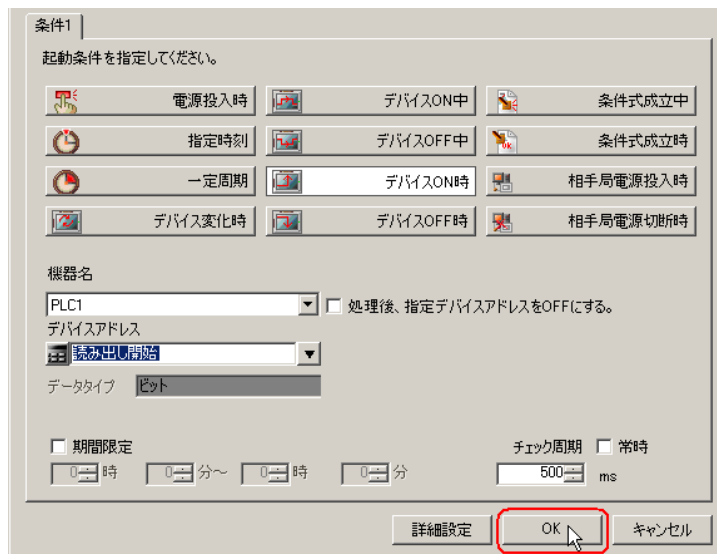 条件1
起動条件を指定してください。
電源投入時 デバイスON中 条件式成立中
指定時刻 デバイスOFF中 条件式成立時
一定周期 デバイスON時 相手局電源投入時
デバイス変化時 デバイスOFF時 相手局電源切断時
機器名
PLC1 処理後、指定デバイスアドレスをOFFにする。
デバイスアドレス
読み出し開始
データタイプ ビット
期間限定 チェック周期 常時
0時 0分～ 0時 0分 500 ms
詳細設定 OK キャンセル